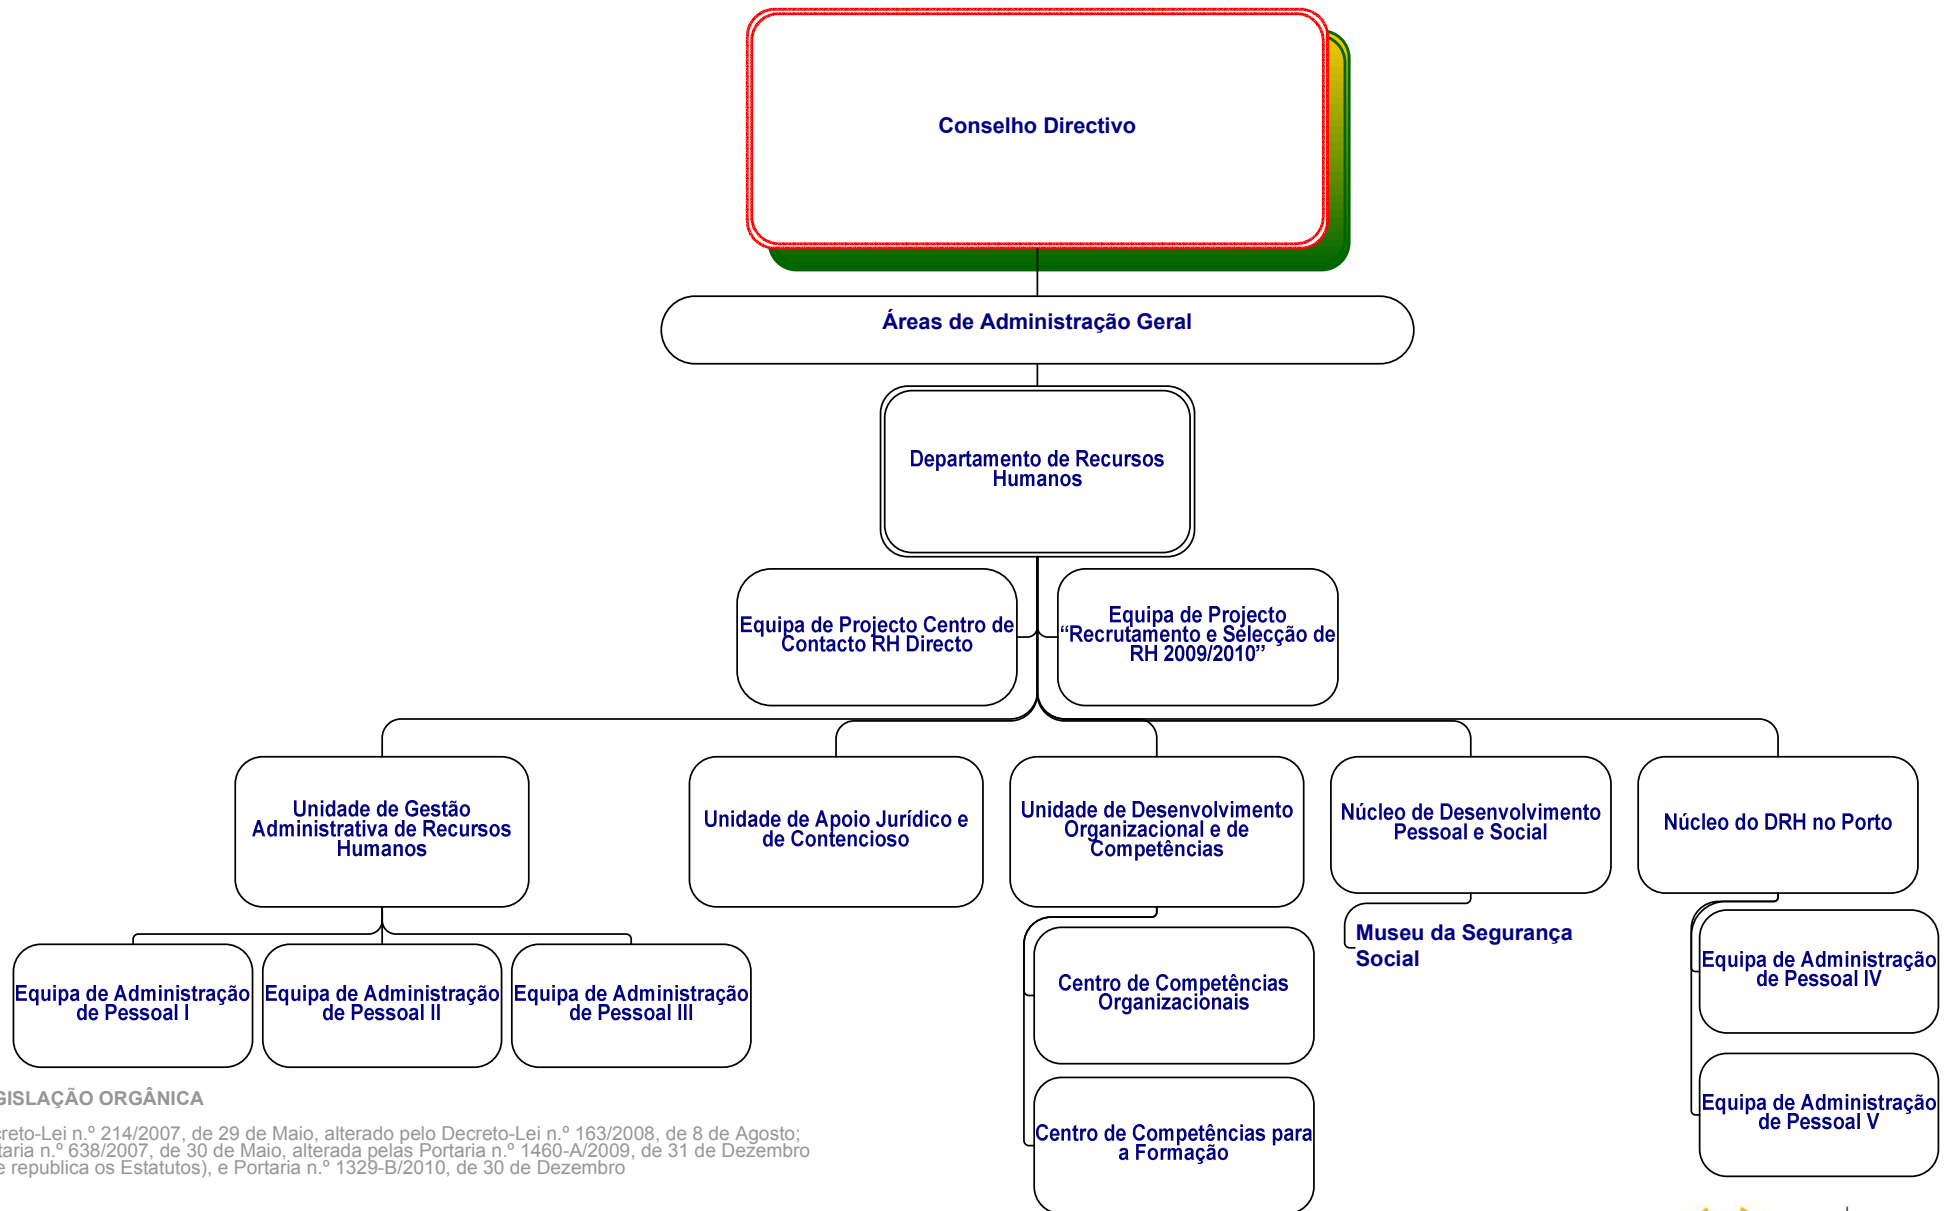 Conselho Directivo
Áreas de Administração Geral
Departamento de Recursos
Humanos
Equipa de Projecto Centro de
Contacto RH Directo
Equipa de Projecto
“Recrutamento e Selecção de
RH 2009/2010”
Unidade de Gestão
Administrativa de Recursos
Humanos
Unidade de Apoio Jurídico e
de Contencioso
Unidade de Desenvolvimento
Organizacional e de
Competências
Núcleo de Desenvolvimento
Pessoal e Social
Núcleo do DRH no Porto
Equipa de Administração
de Pessoal I
Equipa de Administração
de Pessoal II
Equipa de Administração
de Pessoal III
Centro de Competências
Organizacionais
Centro de Competências para
a Formação
Museu da Segurança
Social
Equipa de Administração
de Pessoal IV
Equipa de Administração
de Pessoal V
GISLAÇÃO ORGÂNICA
creto-Lei n.º 214/2007, de 29 de Maio, alterado pelo Decreto-Lei n.º 163/2008, de 8 de Agosto;
taria n.º 638/2007, de 30 de Maio, alterada pelas Portaria n.º 1460-A/2009, de 31 de Dezembro
e republica os Estatutos), e Portaria n.º 1329-B/2010, de 30 de Dezembro